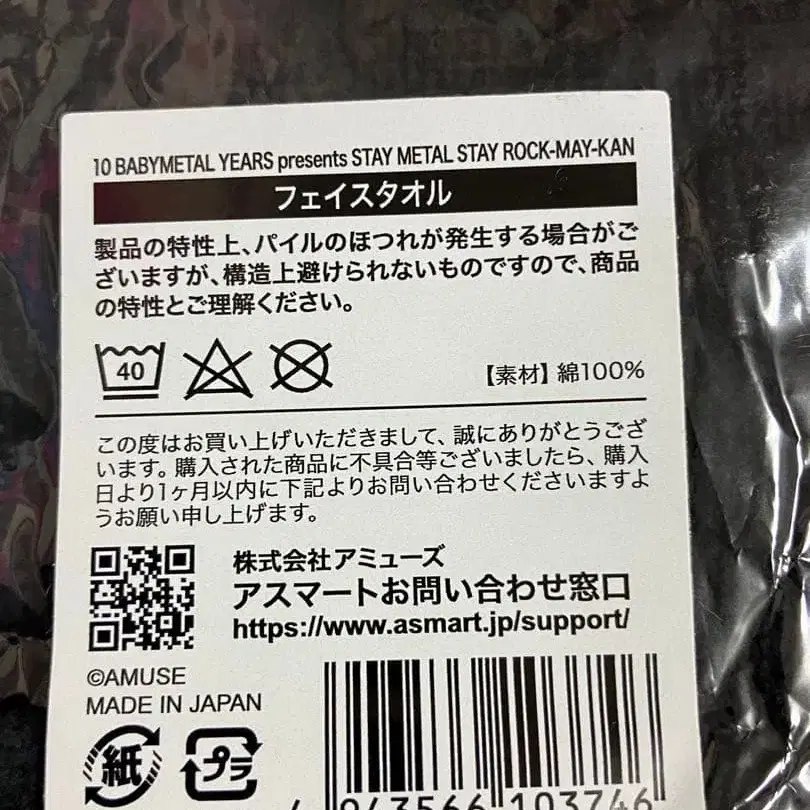 10 BABYMETAL YEARS presents STAY METAL STAY ROCK-MAY-KAN
フェイスタオル
製品の特性上、パイルのほつれが発生する場合がご
ざいますが、構造上避けられないものですので、商品
の特性とご理解ください。
40
【素材】綿100%
この度はお買い上げいただきまして、誠にありがとうござ
います。購入された商品に不具合等ございましたら、購入
日より1ヶ月以内に下記よりお問い合わせくださいますよ
うお願い申し上げます。
株式会社アミューズ
アスマートお問い合わせ窓口
https://www.asmart.jp/support/
©AMUSE
MADE IN JAPAN
紙
プラ
4 943566 103746